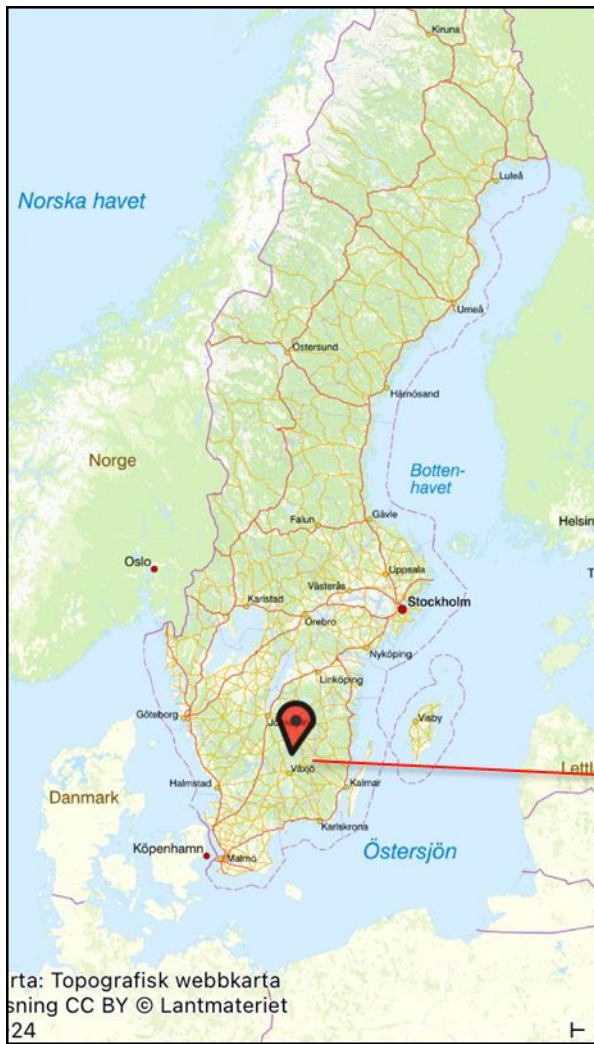 Kiruna
Luleå
Norska havet
Umeå
Östersund
Härnösand
Norge
Botten-
havet
Falun
Gävle
Helsin
Oslo
Uppsala
Västerås
Karlstad
Stockholm
Örebro
Nyköping
Linköping
Göteborg
Visby
Växjö
Lettl
Halmstad
Kalmar
Danmark
Karlskrona
Köpenhamn
Malmö
Östersjön
rta: Topografisk webbkarta
sning CC BY © Lantmateriet
24